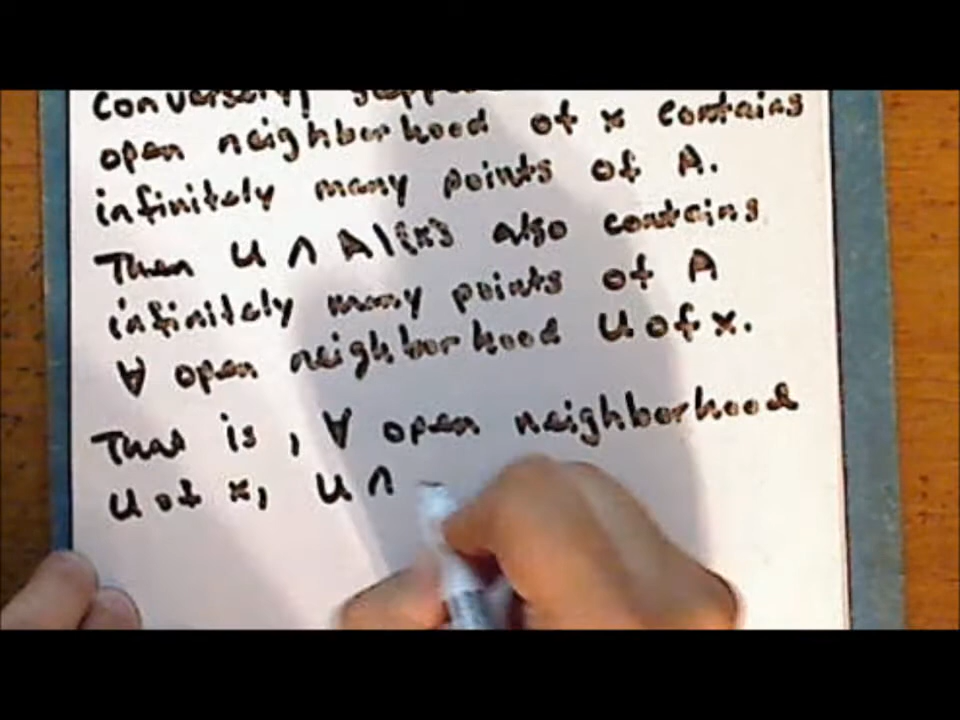 open neighborhood of x contains
infinitely many points of A.
Then U ∩ A\{x} also contains
infinitely many points of A
∀ open neighborhood U of x.
That is, ∀ open neighborhood
U of x, U ∩